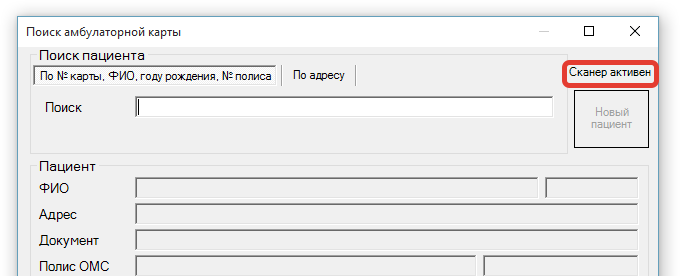 Поиск амбулаторной карты
Поиск пациента
По № карты, ФИО, году рождения, № полиса
По адресу
Сканер активен
Поиск
Новый
пациент
Пациент
ФИО
Адрес
Документ
Полис ОМС